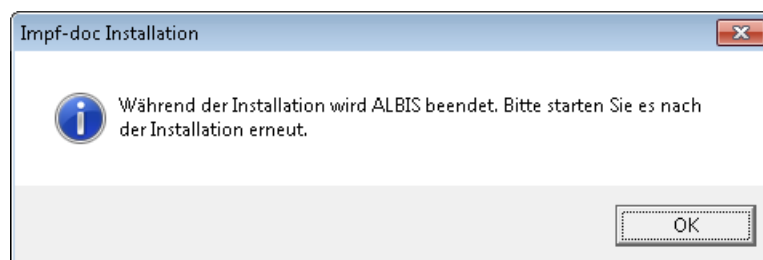 Impf-doc Installation
Während der Installation wird ALBIS beendet. Bitte starten Sie es nach
der Installation erneut.
OK